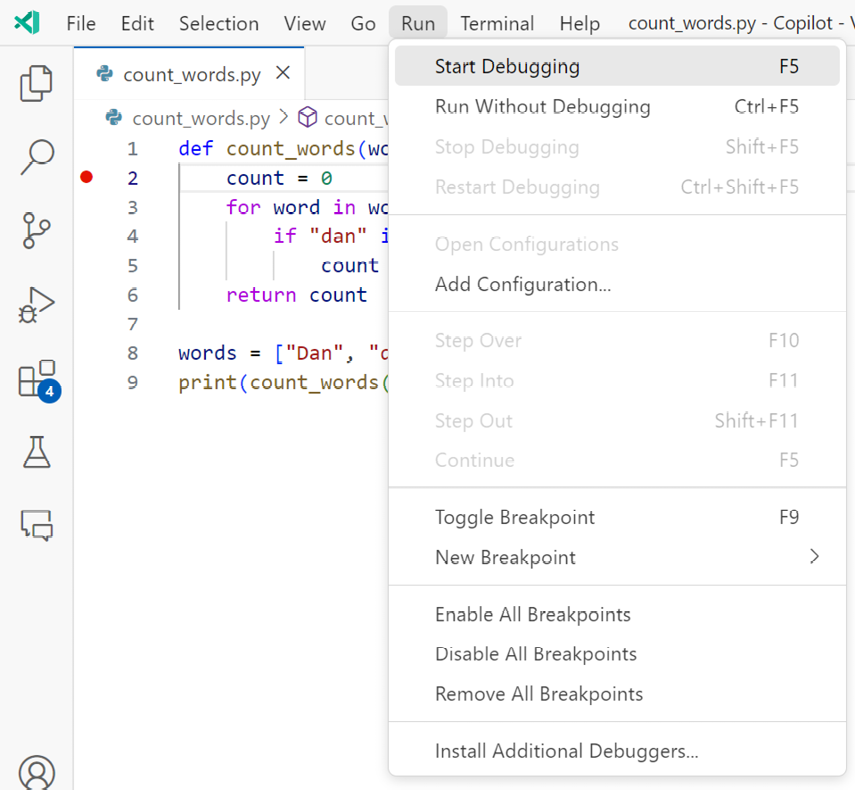 File Edit Selection View Go Run Terminal Help count_words.py - Copilot -
count_words.py
count_words.py
1 def count_words(
2 count = 0
3 for word in
4 if "dan"
5 count
6 return count
7
8 words = ["Dan",
9 print(count_words(
4
Start Debugging F5
Run Without Debugging Ctrl+F5
Stop Debugging Shift+F5
Restart Debugging Ctrl+Shift+F5
Open Configurations
Add Configuration...
Step Over F10
Step Into F11
Step Out Shift+F11
Continue F5
Toggle Breakpoint F9
New Breakpoint
Enable All Breakpoints
Disable All Breakpoints
Remove All Breakpoints
Install Additional Debuggers...